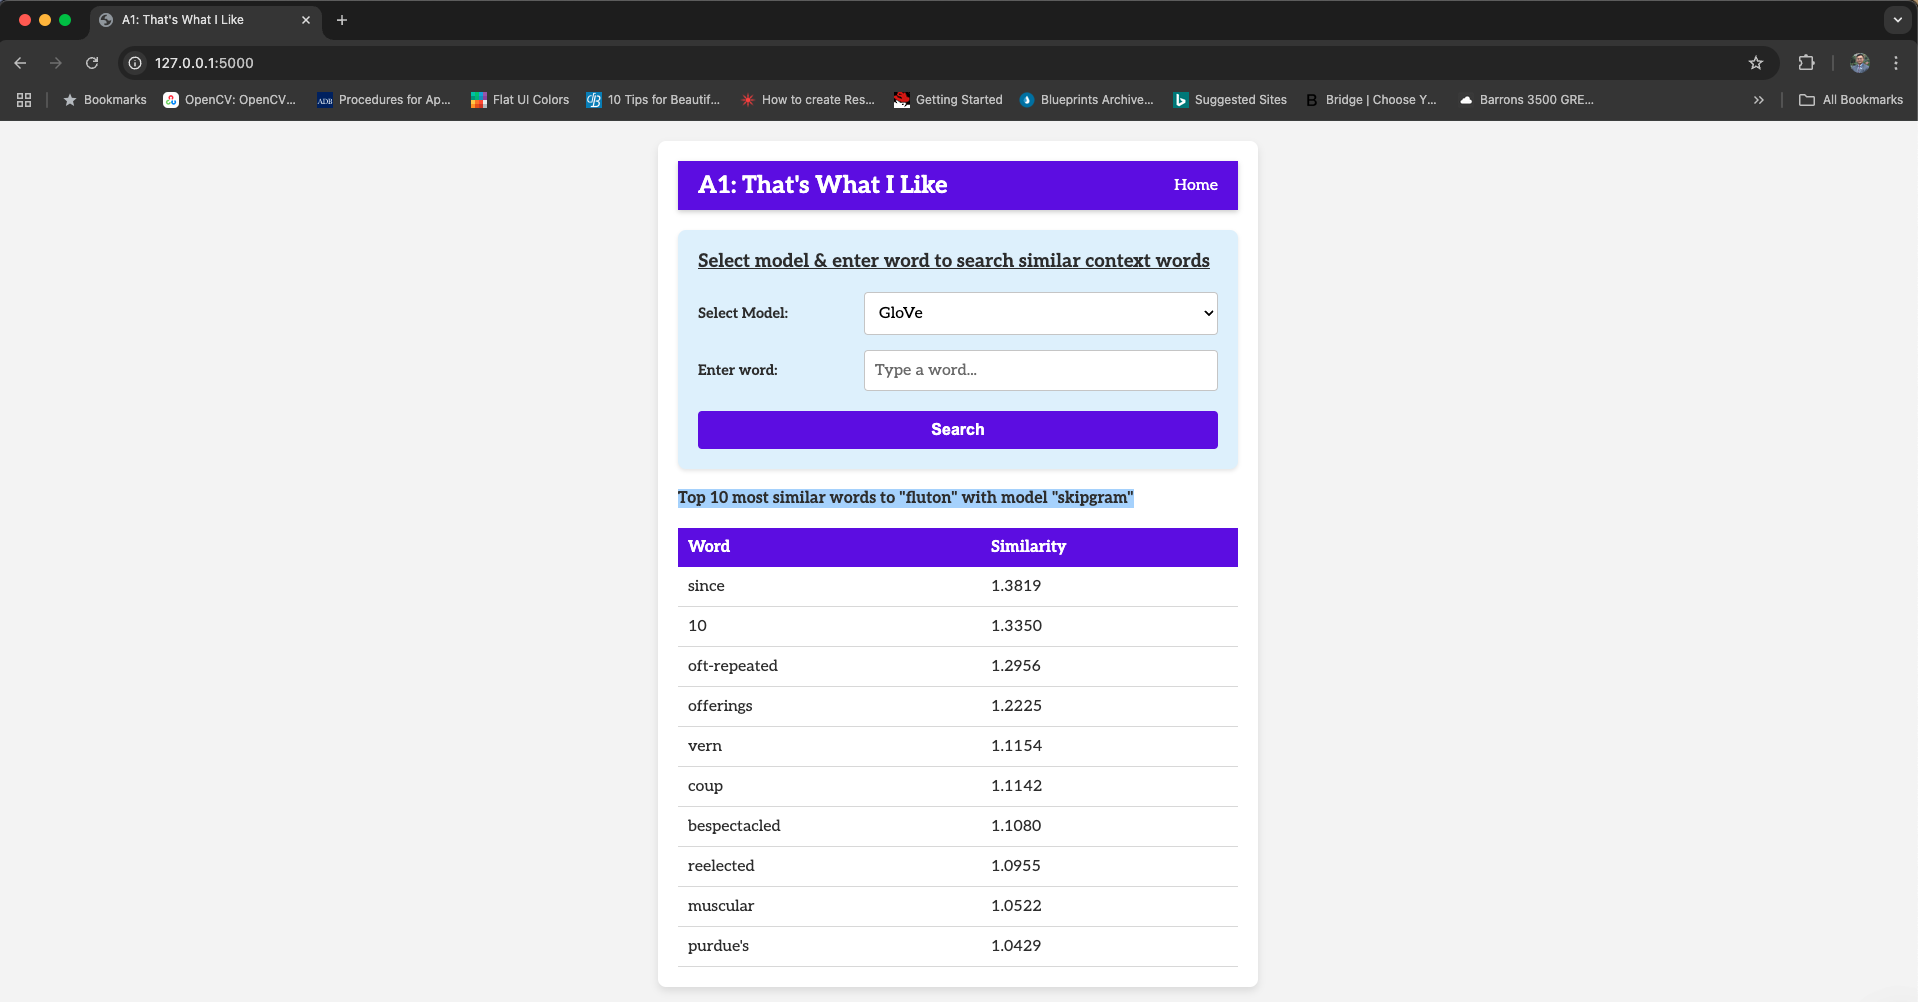 A1: That's What I Like
127.0.0.1:5000
Bookmarks
OpenCV: OpenCV...
ADB
Procedures for Ap...
Flat UI Colors
10 Tips for Beautif...
How to create Res...
Getting Started
Blueprints Archive...
Suggested Sites
B
Bridge | Choose Y...
Barrons 3500 GRE...
All Bookmarks
A1: That's What I Like
Home
Select model & enter word to search similar context words
Select Model:
GloVe
Enter word:
Type a word...
Search
Top 10 most similar words to "fluton" with model "skipgram"
Word Similarity
since 1.3819
10 1.3350
oft-repeated 1.2956
offerings 1.2225
vern 1.1154
coup 1.1142
bespectacled 1.1080
reelected 1.0955
muscular 1.0522
purdue's 1.0429